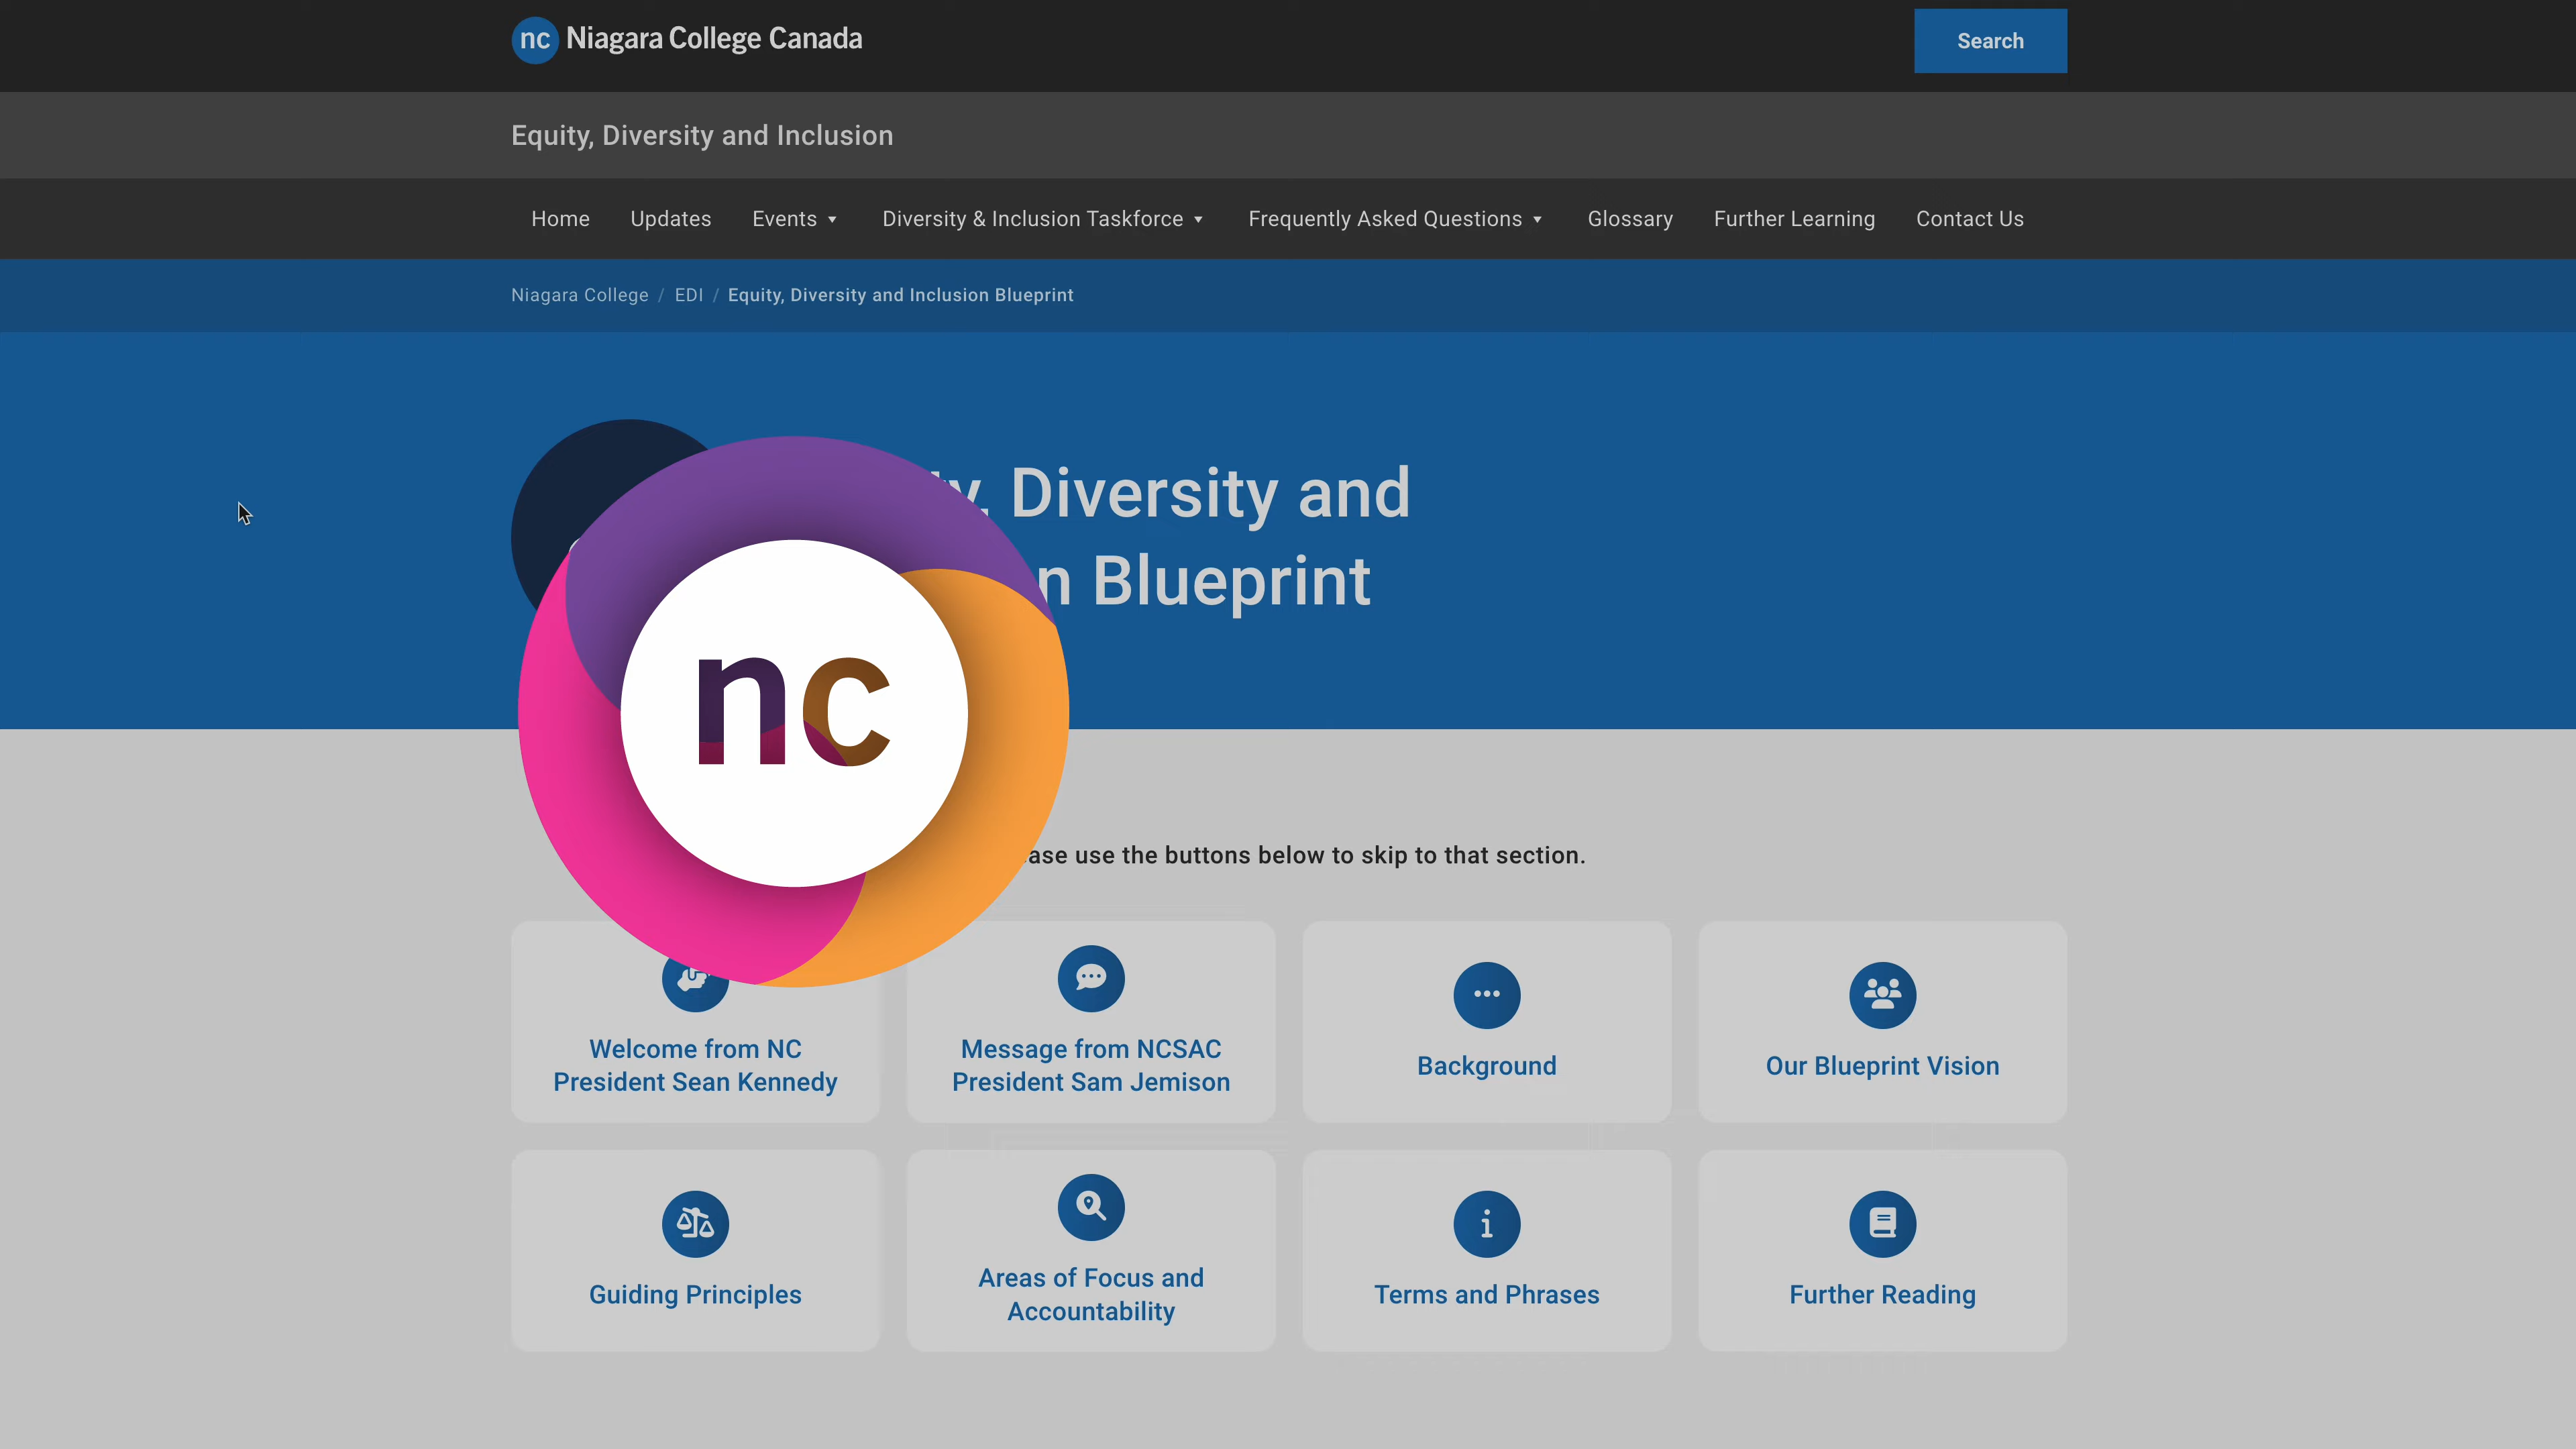 nc Niagara College Canada
Search
Equity, Diversity and Inclusion
Home Updates Events Diversity & Inclusion Taskforce Frequently Asked Questions Glossary Further Learning Contact Us
Niagara College / EDI / Equity, Diversity and Inclusion Blueprint
Diversity and
Blueprint
nc
use the buttons below to skip to that section.
Welcome from NC
President Sean Kennedy
Message from NCSAC
President Sam Jemison
Background
Our Blueprint Vision
Guiding Principles
Areas of Focus and
Accountability
Terms and Phrases
Further Reading